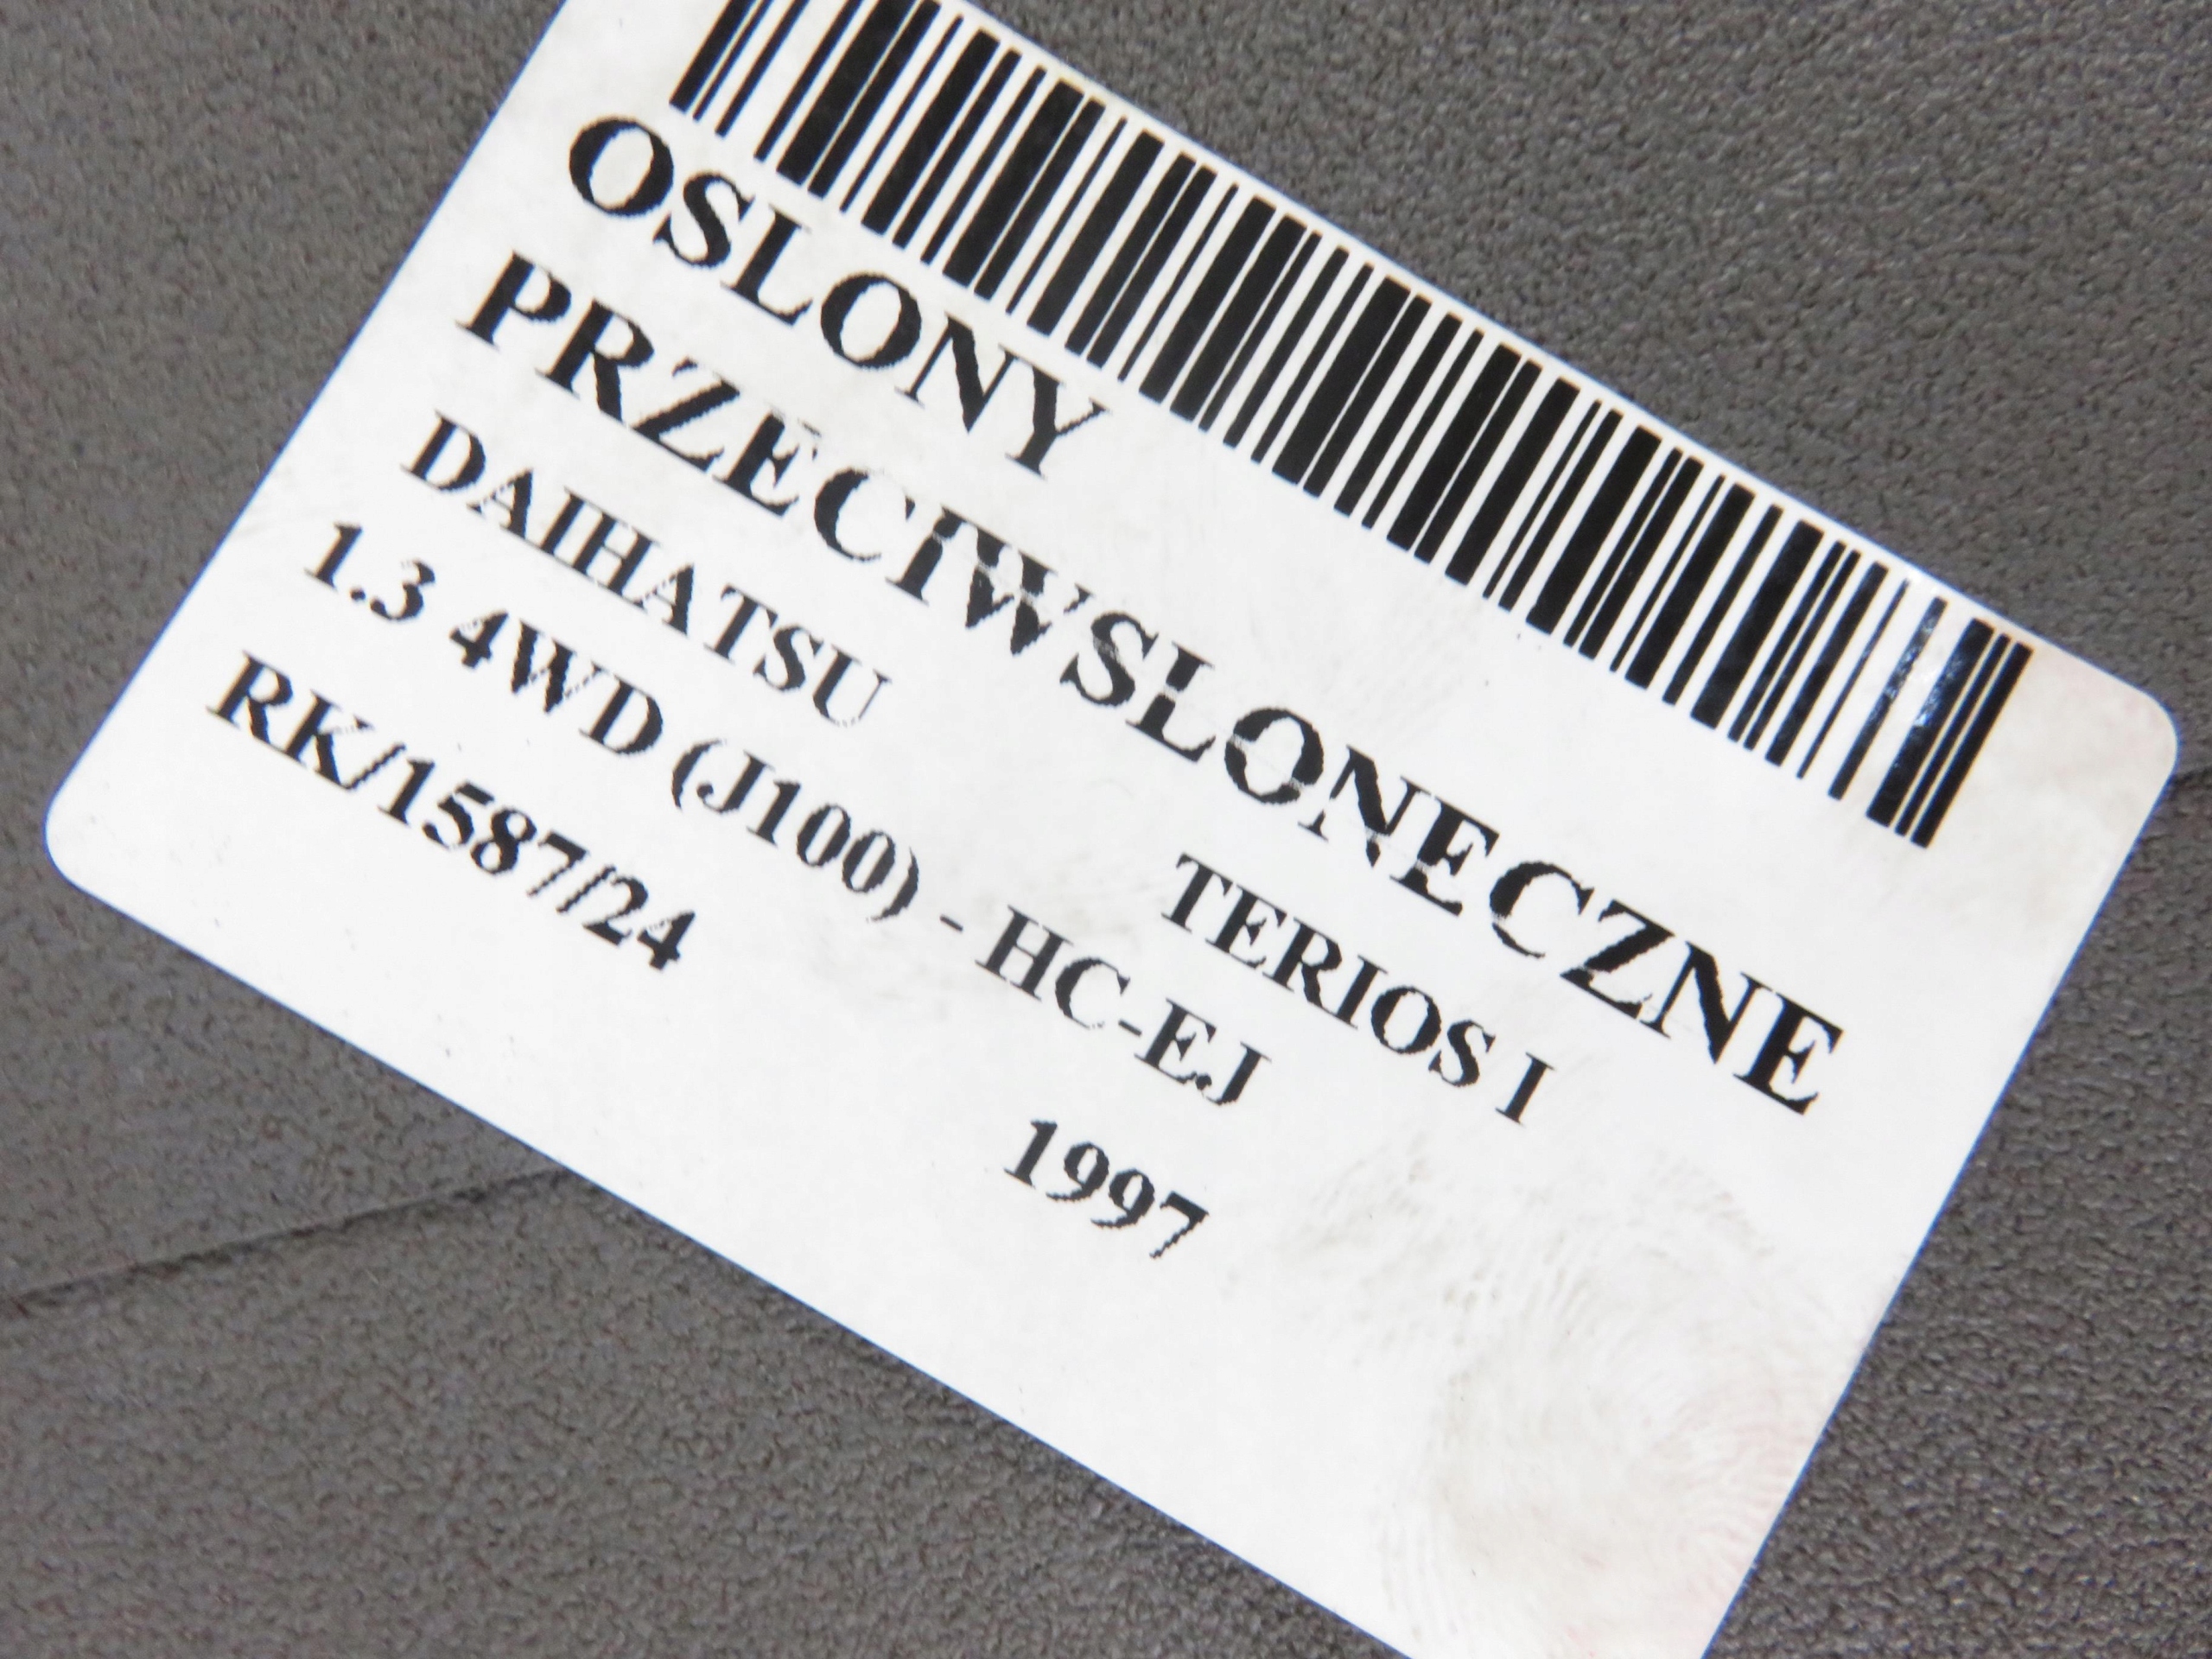 OSLONY
PRZECIWSLONECZNE
DAIHATSU TERIOS I
1.3 4WD (J100) - HC-EJ
RK/1587/24 1997